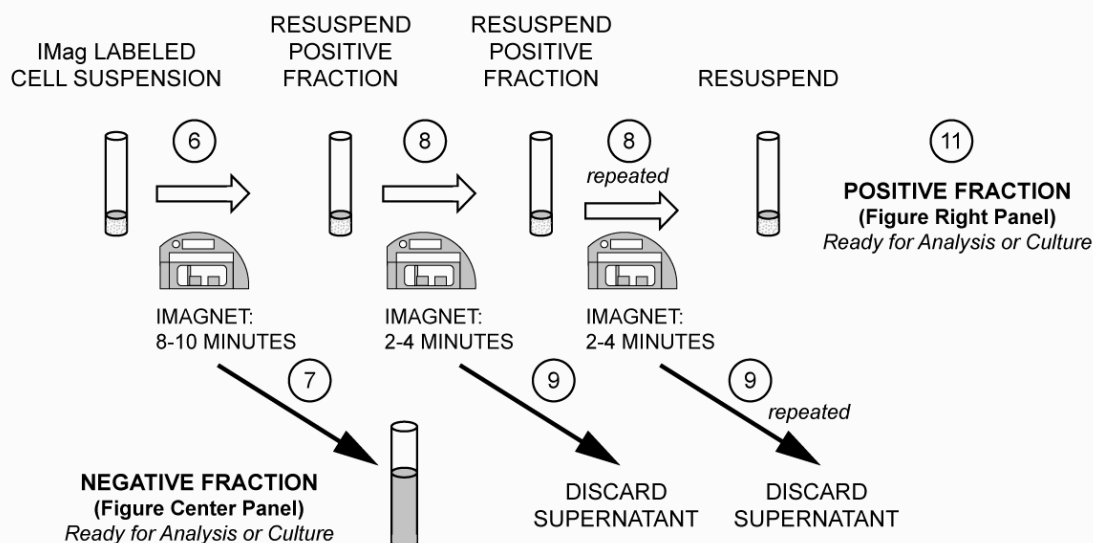 IMag LABELED
CELL SUSPENSION
RESUSPEND
POSITIVE
FRACTION
RESUSPEND
POSITIVE
FRACTION
RESUSPEND
6
8
8
repeated
11
POSITIVE FRACTION
(Figure Right Panel)
Ready for Analysis or Culture
IMAGNET:
8-10 MINUTES
IMAGNET:
2-4 MINUTES
IMAGNET:
2-4 MINUTES
7
9
9
repeated
NEGATIVE FRACTION
(Figure Center Panel)
Ready for Analysis or Culture
DISCARD
SUPERNATANT
DISCARD
SUPERNATANT